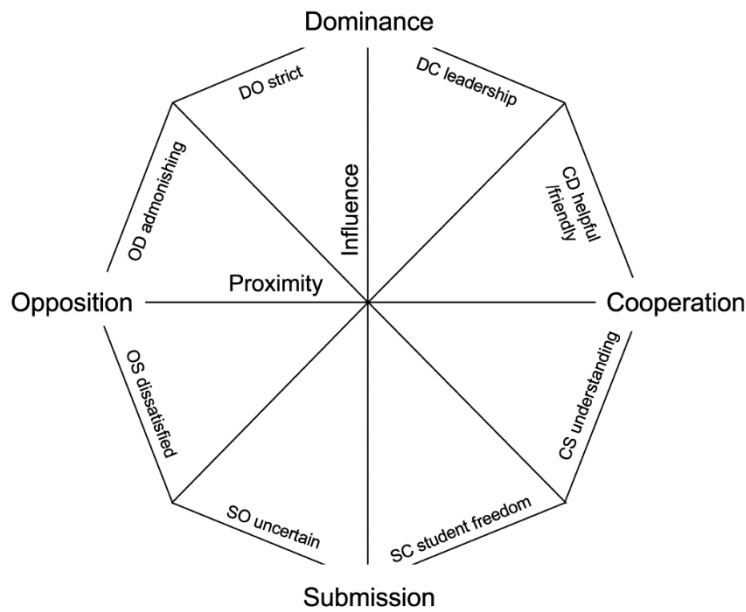 Dominance
DO strict
DC leadership
OD admonishing
Influence
CD helpful
/friendly
Proximity
Opposition
Cooperation
OS dissatisfied
CS understanding
SO uncertain
SC student freedom
Submission